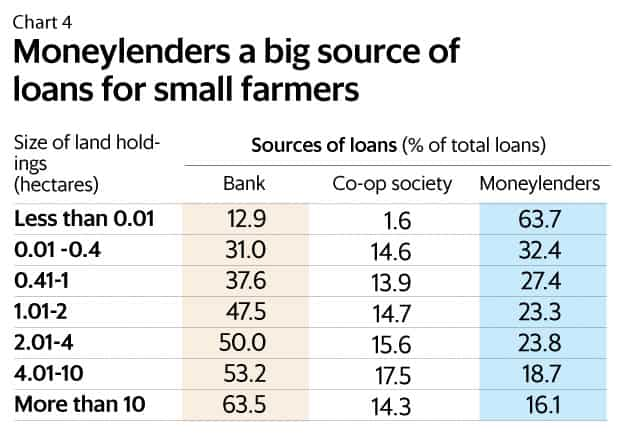 Chart 4
Moneylenders a big source of
loans for small farmers
Size of land hold-
ings
(hectares)
Sources of loans (% of total loans)
Bank Co-op society Moneylenders
Less than 0.01 12.9 1.6 63.7
0.01 -0.4 31.0 14.6 32.4
0.41-1 37.6 13.9 27.4
1.01-2 47.5 14.7 23.3
2.01-4 50.0 15.6 23.8
4.01-10 53.2 17.5 18.7
More than 10 63.5 14.3 16.1